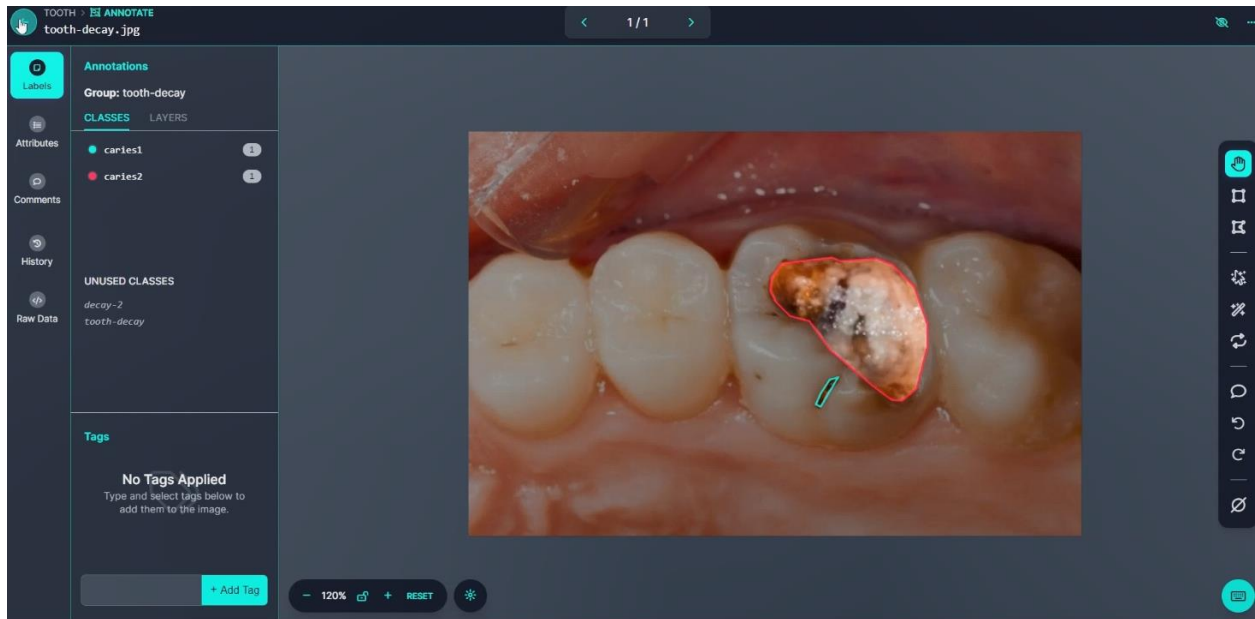 TOOTH > ANNOTATE
tooth-decay.jpg
1 / 1
Labels
Attributes
Comments
History
Raw Data
Annotations
Group: tooth-decay
CLASSES LAYERS
caries1 1
caries2 1
UNUSED CLASSES
decay-2
tooth-decay
Tags
No Tags Applied
Type and select tags below to
add them to the image.
+ Add Tag
− 120% + RESET